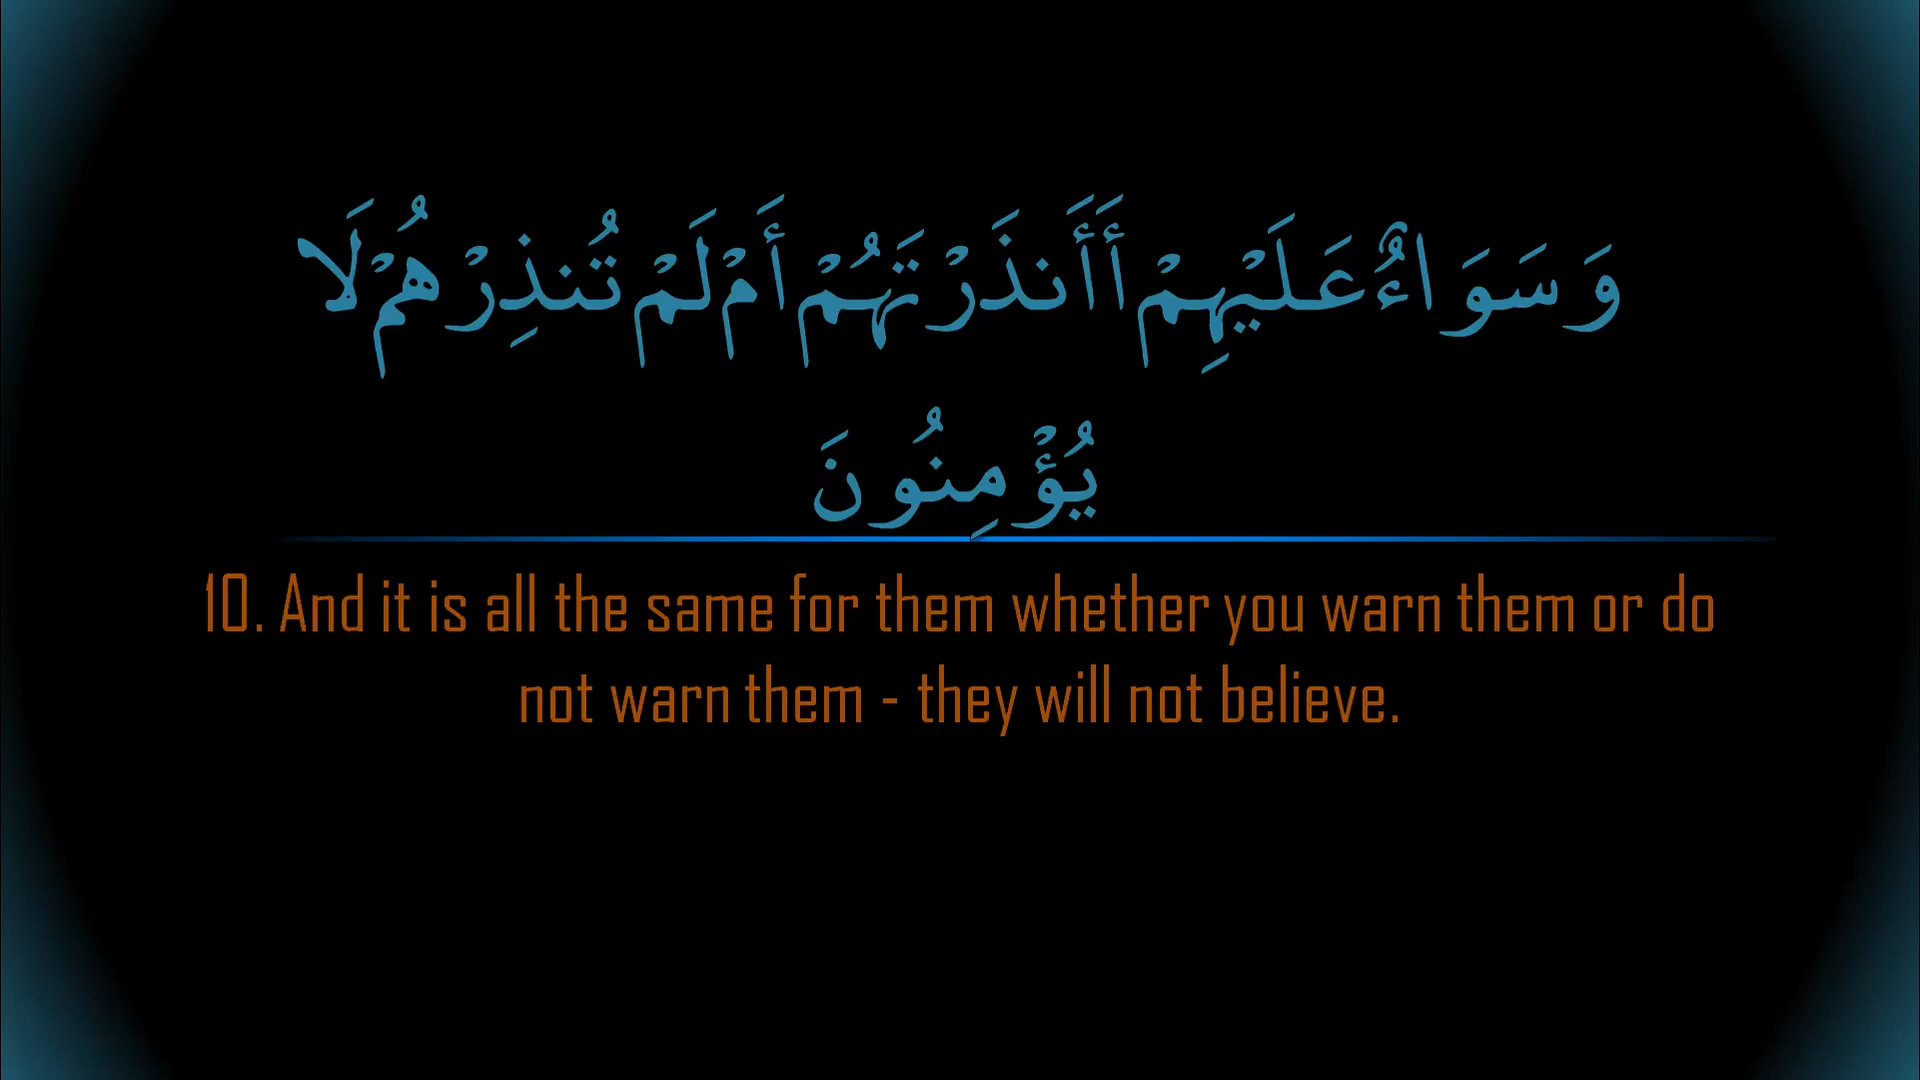 وَسَوَاءٌ عَلَيْهِمْ أَأَنذَرْتَهُمْ أَمْ لَمْ تُنذِرْهُمْ لَا
يُؤْمِنُونَ
10. And it is all the same for them whether you warn them or do
not warn them - they will not believe.